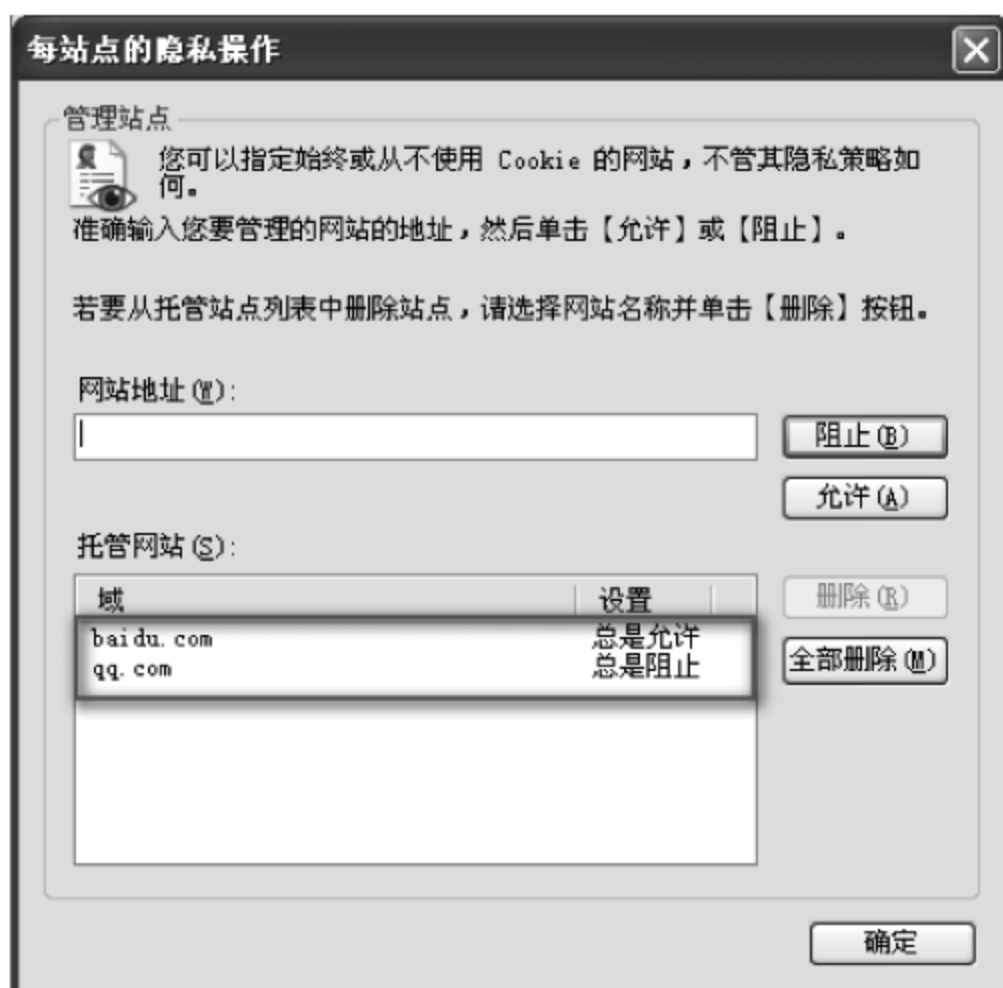 每站点的隐私操作
管理站点
您可以指定始终或从不使用 Cookie 的网站，不管其隐私策略如
何。
准确输入您要管理的网站的地址，然后单击【允许】或【阻止】。
若要从托管站点列表中删除站点，请选择网站名称并单击【删除】按钮。
网站地址(W)：
阻止(B)
允许(A)
托管网站(S)：
域 设置
删除(R)
baidu.com 总是允许
qq.com 总是阻止
全部删除(M)
确定